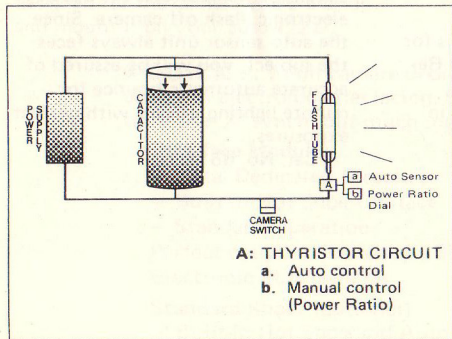 POWER
SUPPLY
CAPACITOR
FLASH TUBE
A
a Auto Sensor
b Power Ratio
Dial
CAMERA
SWITCH
A: THYRISTOR CIRCUIT
a. Auto control
b. Manual control
(Power Ratio)